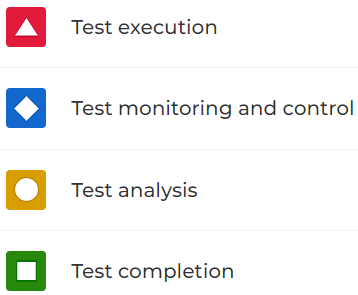 Test execution
Test monitoring and control
Test analysis
Test completion